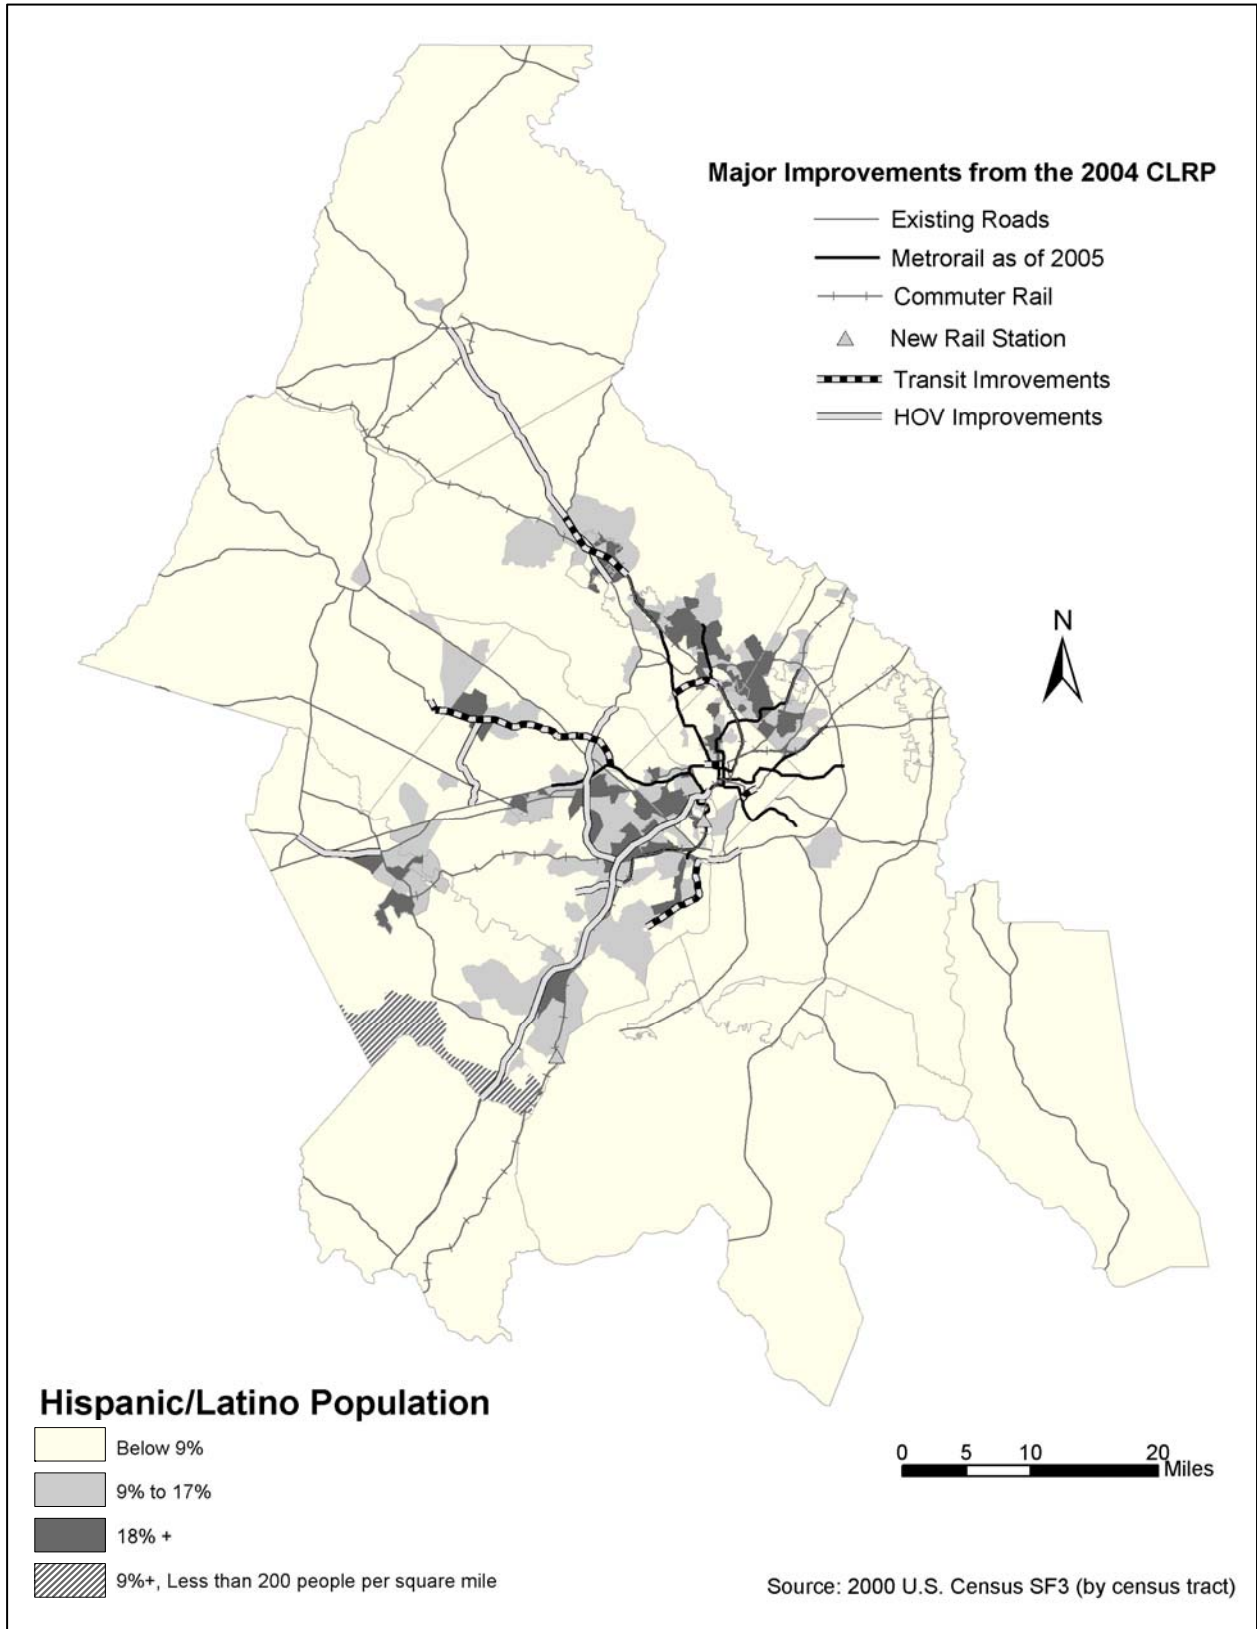 Major Improvements from the 2004 CLRP
Existing Roads
Metrorail as of 2005
Commuter Rail
New Rail Station
Transit Imrovements
HOV Improvements
N
Hispanic/Latino Population
Below 9%
9% to 17%
18% +
9%+, Less than 200 people per square mile
0 5 10 20
Miles
Source: 2000 U.S. Census SF3 (by census tract)